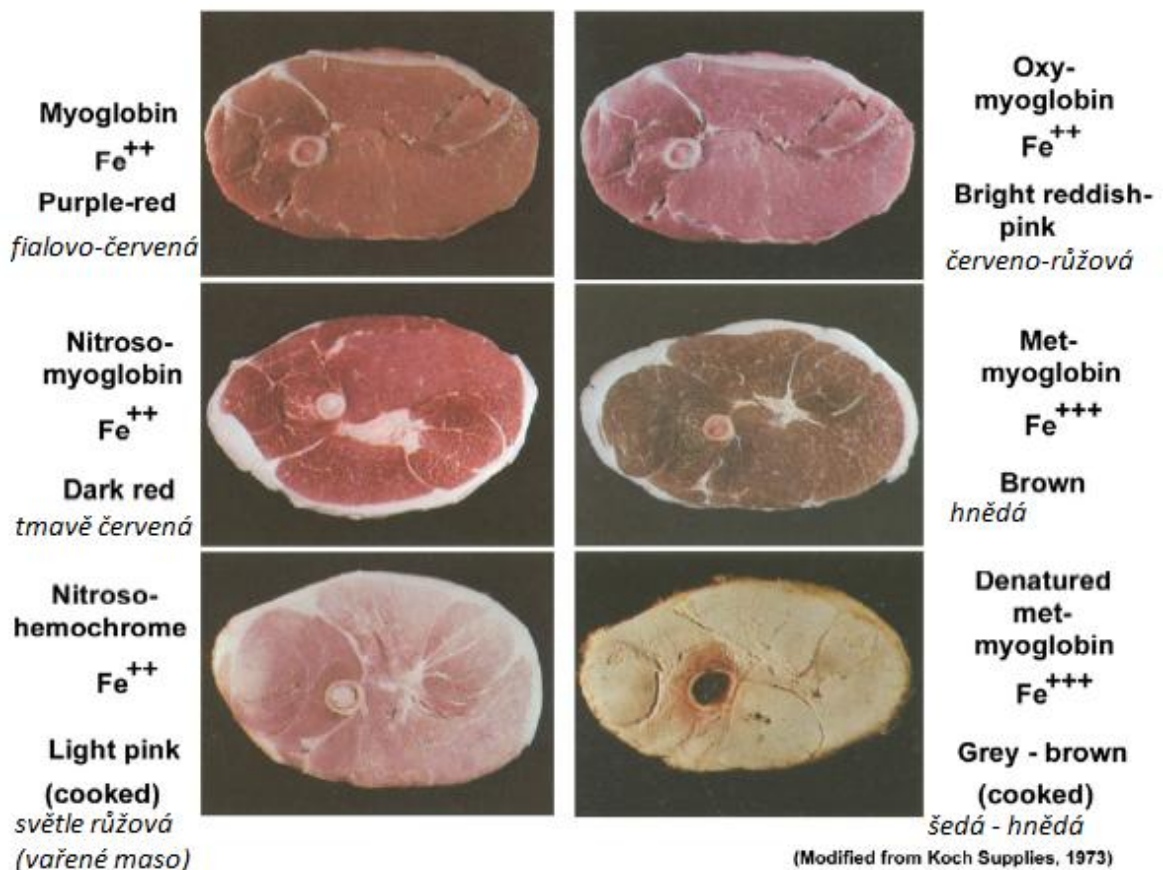 Myoglobin
Fe++
Purple-red
fialovo-červená
Oxy-
myoglobin
Fe++
Bright reddish-
pink
červeno-růžová
Nitroso-
myoglobin
Fe++
Dark red
tmavě červená
Met-
myoglobin
Fe+++
Brown
hnědá
Nitroso-
hemochrome
Fe++
Light pink
(cooked)
světle růžová
(vařené maso)
Denatured
met-
myoglobin
Fe+++
Grey - brown
(cooked)
šedá - hnědá
(Modified from Koch Supplies, 1973)